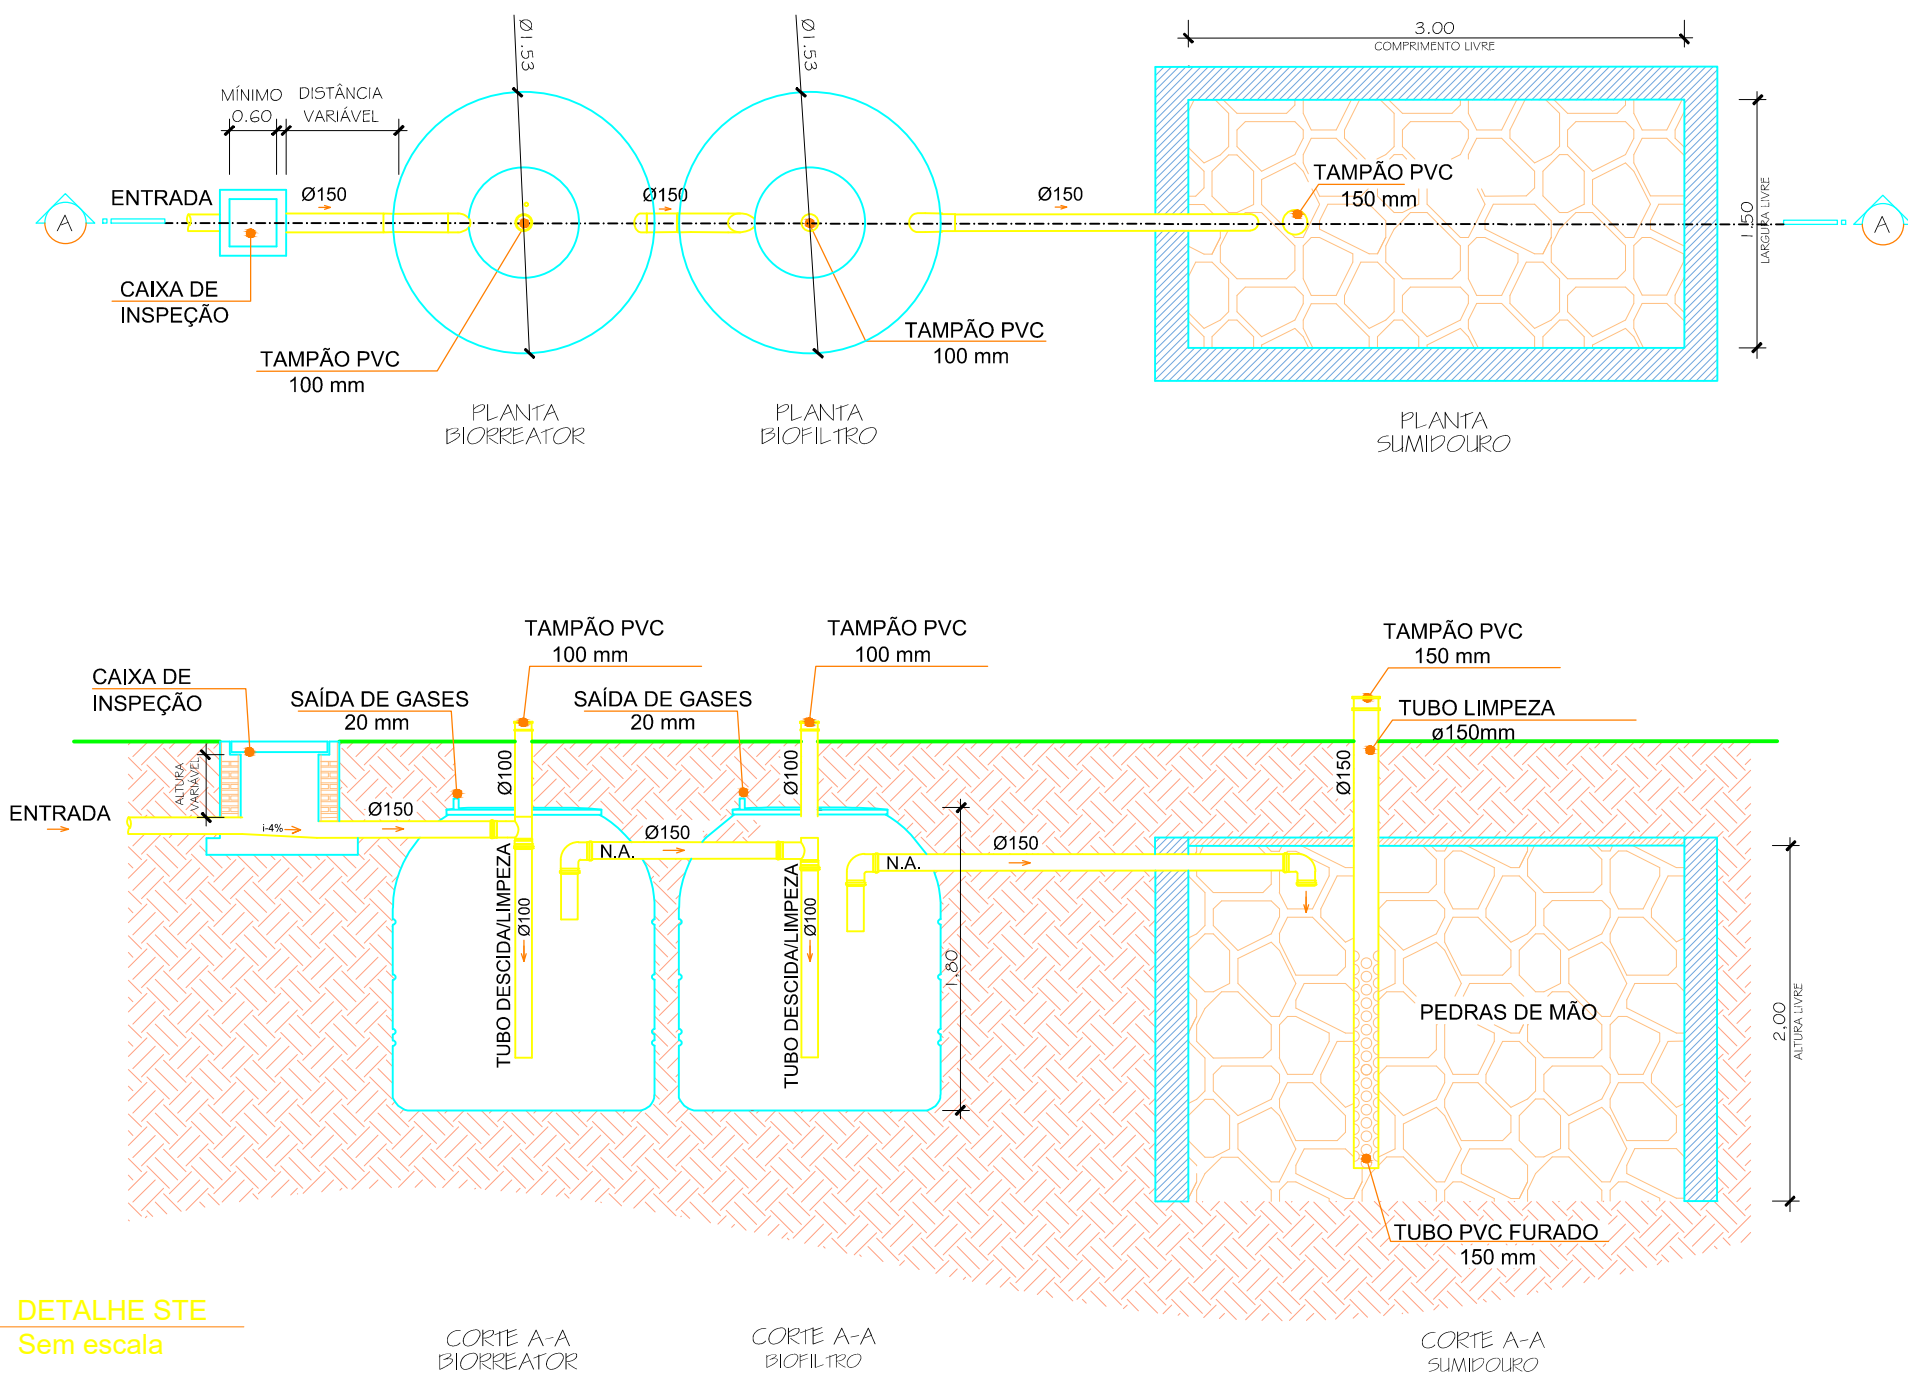 3.00
COMPRIMENTO LIVRE
Ø1.53
Ø1.53
MÍNIMO
0.60
DISTÂNCIA
VARIÁVEL
ENTRADA
Ø150
Ø150
Ø150
TAMPÃO PVC
150 mm
1.50
LARGURA LIVRE
A
A
CAIXA DE
INSPEÇÃO
TAMPÃO PVC
100 mm
TAMPÃO PVC
100 mm
PLANTA
BIORREATOR
PLANTA
BIOFILTRO
PLANTA
SUMIDOURO
TAMPÃO PVC
100 mm
TAMPÃO PVC
100 mm
TAMPÃO PVC
150 mm
CAIXA DE
INSPEÇÃO
SAÍDA DE GASES
20 mm
SAÍDA DE GASES
20 mm
TUBO LIMPEZA
ø150mm
ALTURA
VARIÁVEL
Ø100
Ø100
Ø150
ENTRADA
i-4%
Ø150
Ø150
N.A.
Ø150
N.A.
TUBO DESCIDA/LIMPEZA
Ø100
TUBO DESCIDA/LIMPEZA
Ø100
1.80
PEDRAS DE MÃO
2,00
ALTURA LIVRE
TUBO PVC FURADO
150 mm
DETALHE STE
Sem escala
CORTE A-A
BIORREATOR
CORTE A-A
BIOFILTRO
CORTE A-A
SUMIDOURO